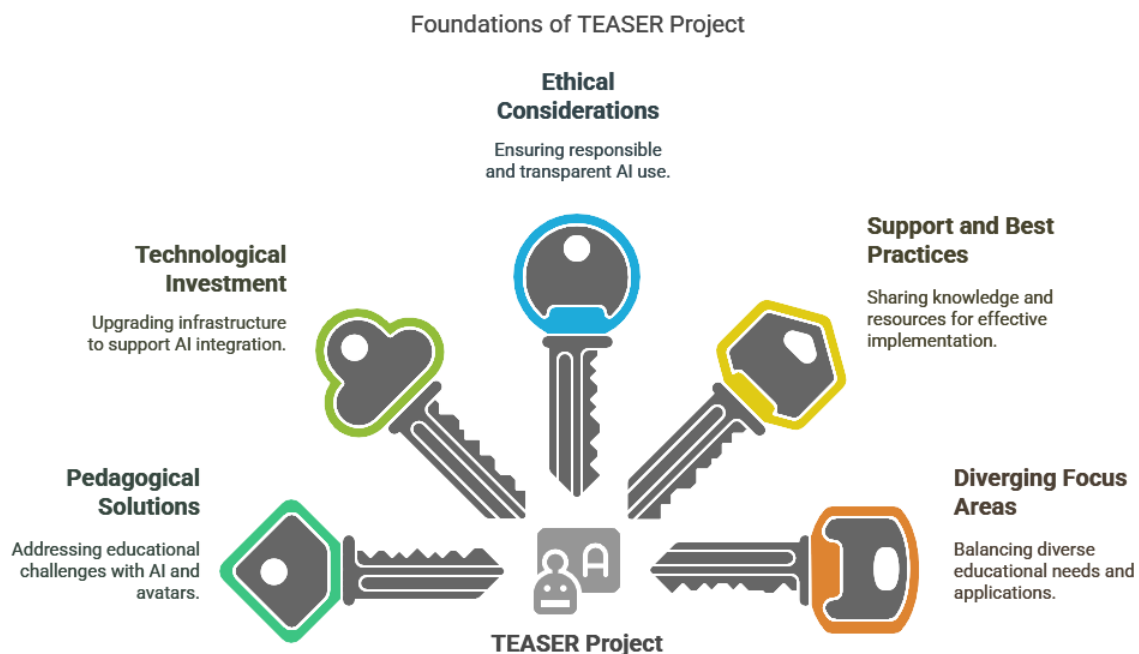 Foundations of TEASER Project
Ethical
Considerations
Ensuring responsible
and transparent AI use.
Technological
Investment
Upgrading infrastructure
to support AI integration.
Support and Best
Practices
Sharing knowledge and
resources for effective
implementation.
Pedagogical
Solutions
Addressing educational
challenges with AI and
avatars.
Diverging Focus
Areas
Balancing diverse
educational needs and
applications.
A
TEASER Project